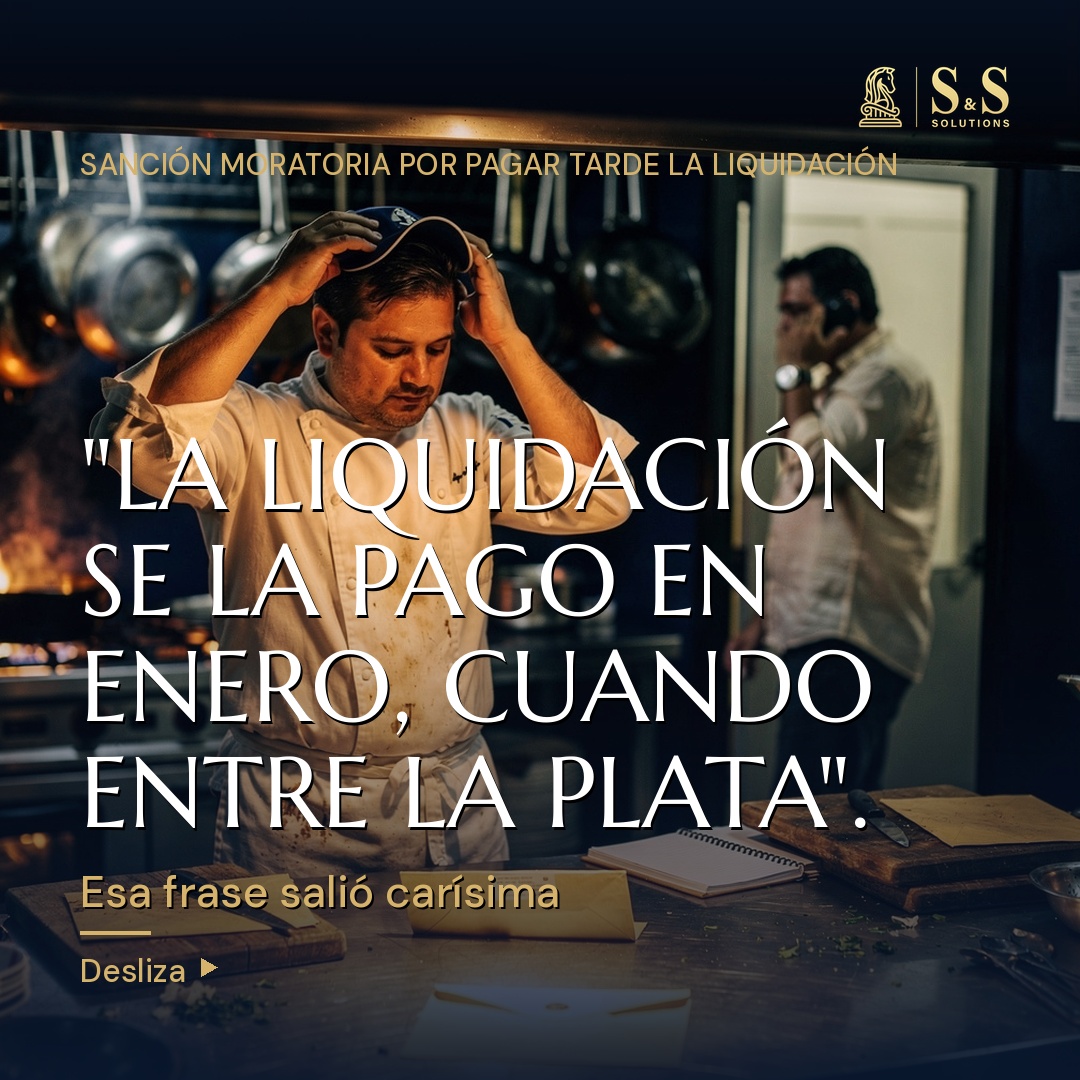 S&S
SOLUTIONS
SANCIÓN MORATORIA POR PAGAR TARDE LA LIQUIDACIÓN
"LA LIQUIDACIÓN
SE LA PAGO EN
ENERO, CUANDO
ENTRE LA PLATA".
Esa frase salió carísima
Desliza